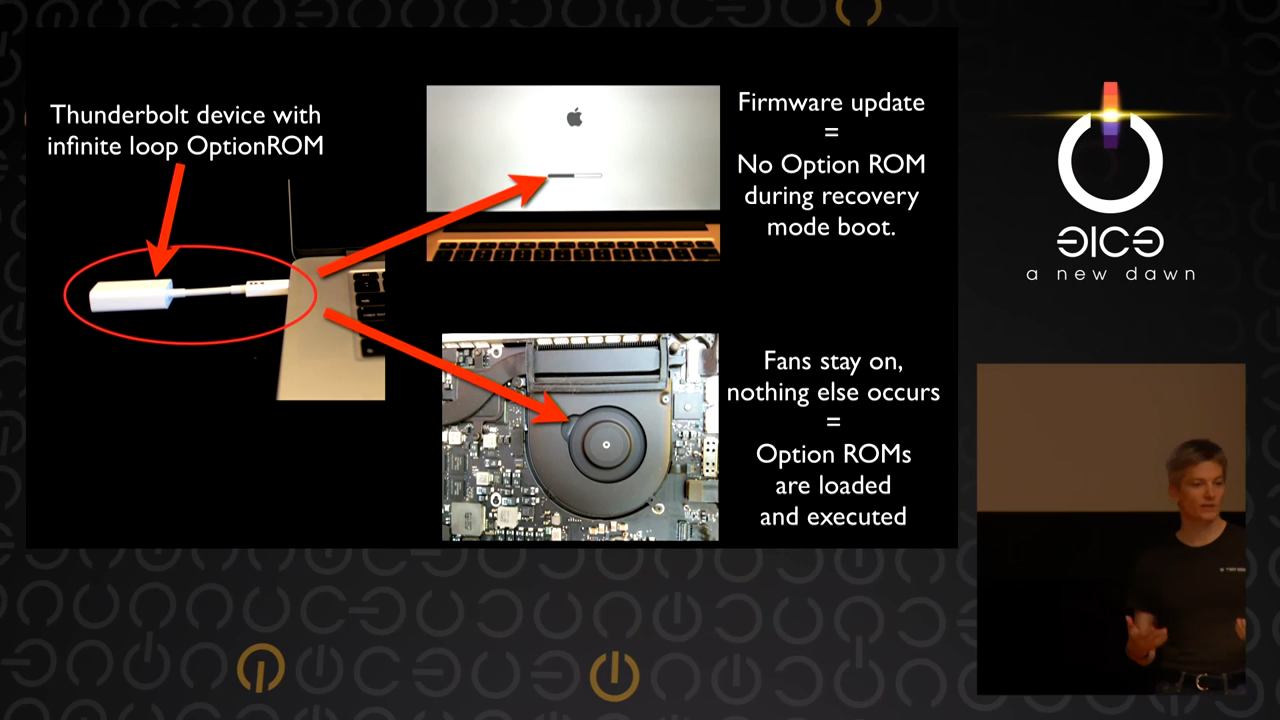 Thunderbolt device with
infinite loop OptionROM
Firmware update
=
No Option ROM
during recovery
mode boot.
Fans stay on,
nothing else occurs
=
Option ROMs
are loaded
and executed
a new dawn